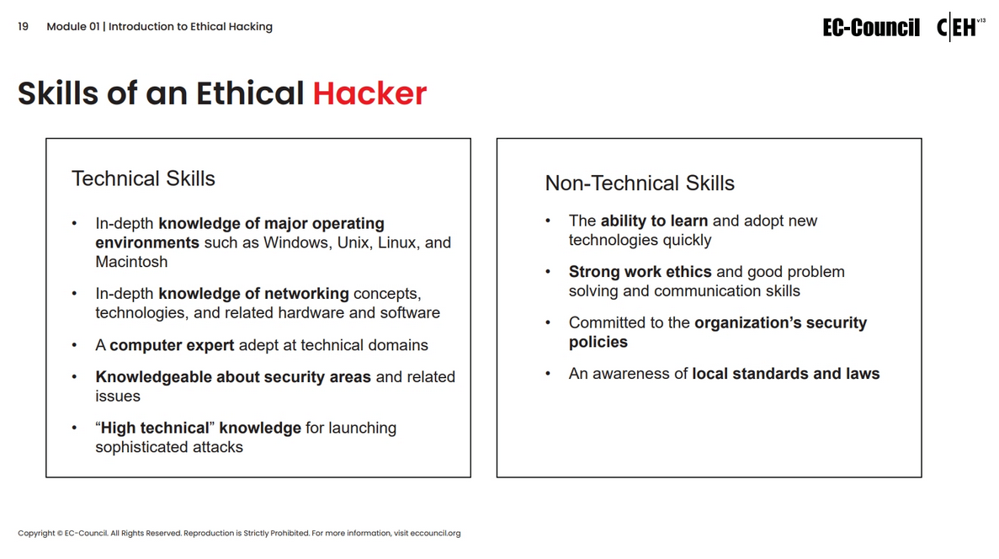 19 Module 01 | Introduction to Ethical Hacking
EC-Council C|EH v13
Skills of an Ethical Hacker
Technical Skills
• In-depth knowledge of major operating
environments such as Windows, Unix, Linux, and
Macintosh
• In-depth knowledge of networking concepts,
technologies, and related hardware and software
• A computer expert adept at technical domains
• Knowledgeable about security areas and related
issues
• “High technical” knowledge for launching
sophisticated attacks
Non-Technical Skills
• The ability to learn and adopt new
technologies quickly
• Strong work ethics and good problem
solving and communication skills
• Committed to the organization’s security
policies
• An awareness of local standards and laws
Copyright © EC-Council. All Rights Reserved. Reproduction is Strictly Prohibited. For more information, visit eccouncil.org